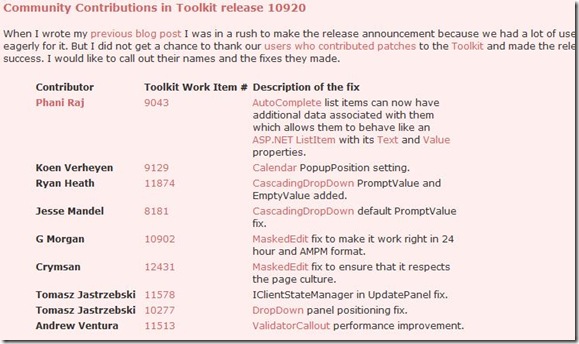 Community Contributions in Toolkit release 10920
When I wrote my previous blog post I was in a rush to make the release announcement because we had a lot of use
eagerly for it. But I did not get a chance to thank our users who contributed patches to the Toolkit and made the rele
success. I would like to call out their names and the fixes they made.
Contributor Toolkit Work Item # Description of the fix
Phani Raj 9043 AutoComplete list items can now have
additional data associated with them
which allows them to behave like an
ASP.NET ListItem with its Text and Value
properties.
Koen Verheyen 9129 Calendar PopupPosition setting.
Ryan Heath 11874 CascadingDropDown PromptValue and
EmptyValue added.
Jesse Mandel 8181 CascadingDropDown default PromptValue
fix.
G Morgan 10902 MaskedEdit fix to make it work right in 24
hour and AMPM format.
Crymsan 12431 MaskedEdit fix to ensure that it respects
the page culture.
Tomasz Jastrzebski 11578 IClientStateManager in UpdatePanel fix.
Tomasz Jastrzebski 10277 DropDown panel positioning fix.
Andrew Ventura 11513 ValidatorCallout performance improvement.